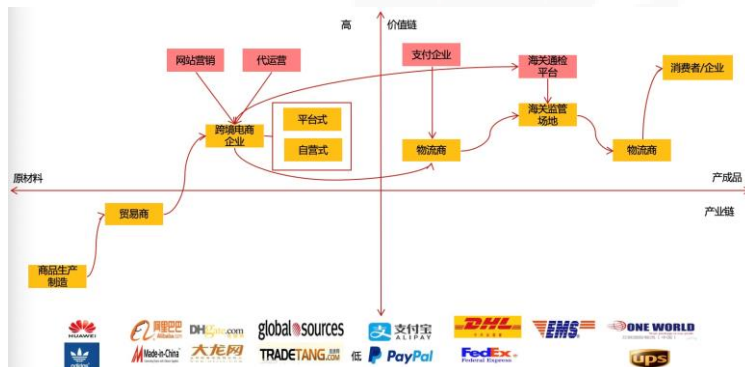 高
价值链
网站营销
代运营
支付企业
海关通检
平台
消费者/企业
跨境电商
企业
平台式
自营式
物流商
海关监管
场地
物流商
原材料
产成品
贸易商
产业链
商品生产
制造
HUAWEI
阿里巴巴
Alibaba.com
DHgate.com
global sources
支付宝
ALIPAY
DHL
EMS
ONE WORLD
adidas
Made-in-China
大龙网
TRADETANG.COM
低
PayPal
FedEx
Federal Express
ups